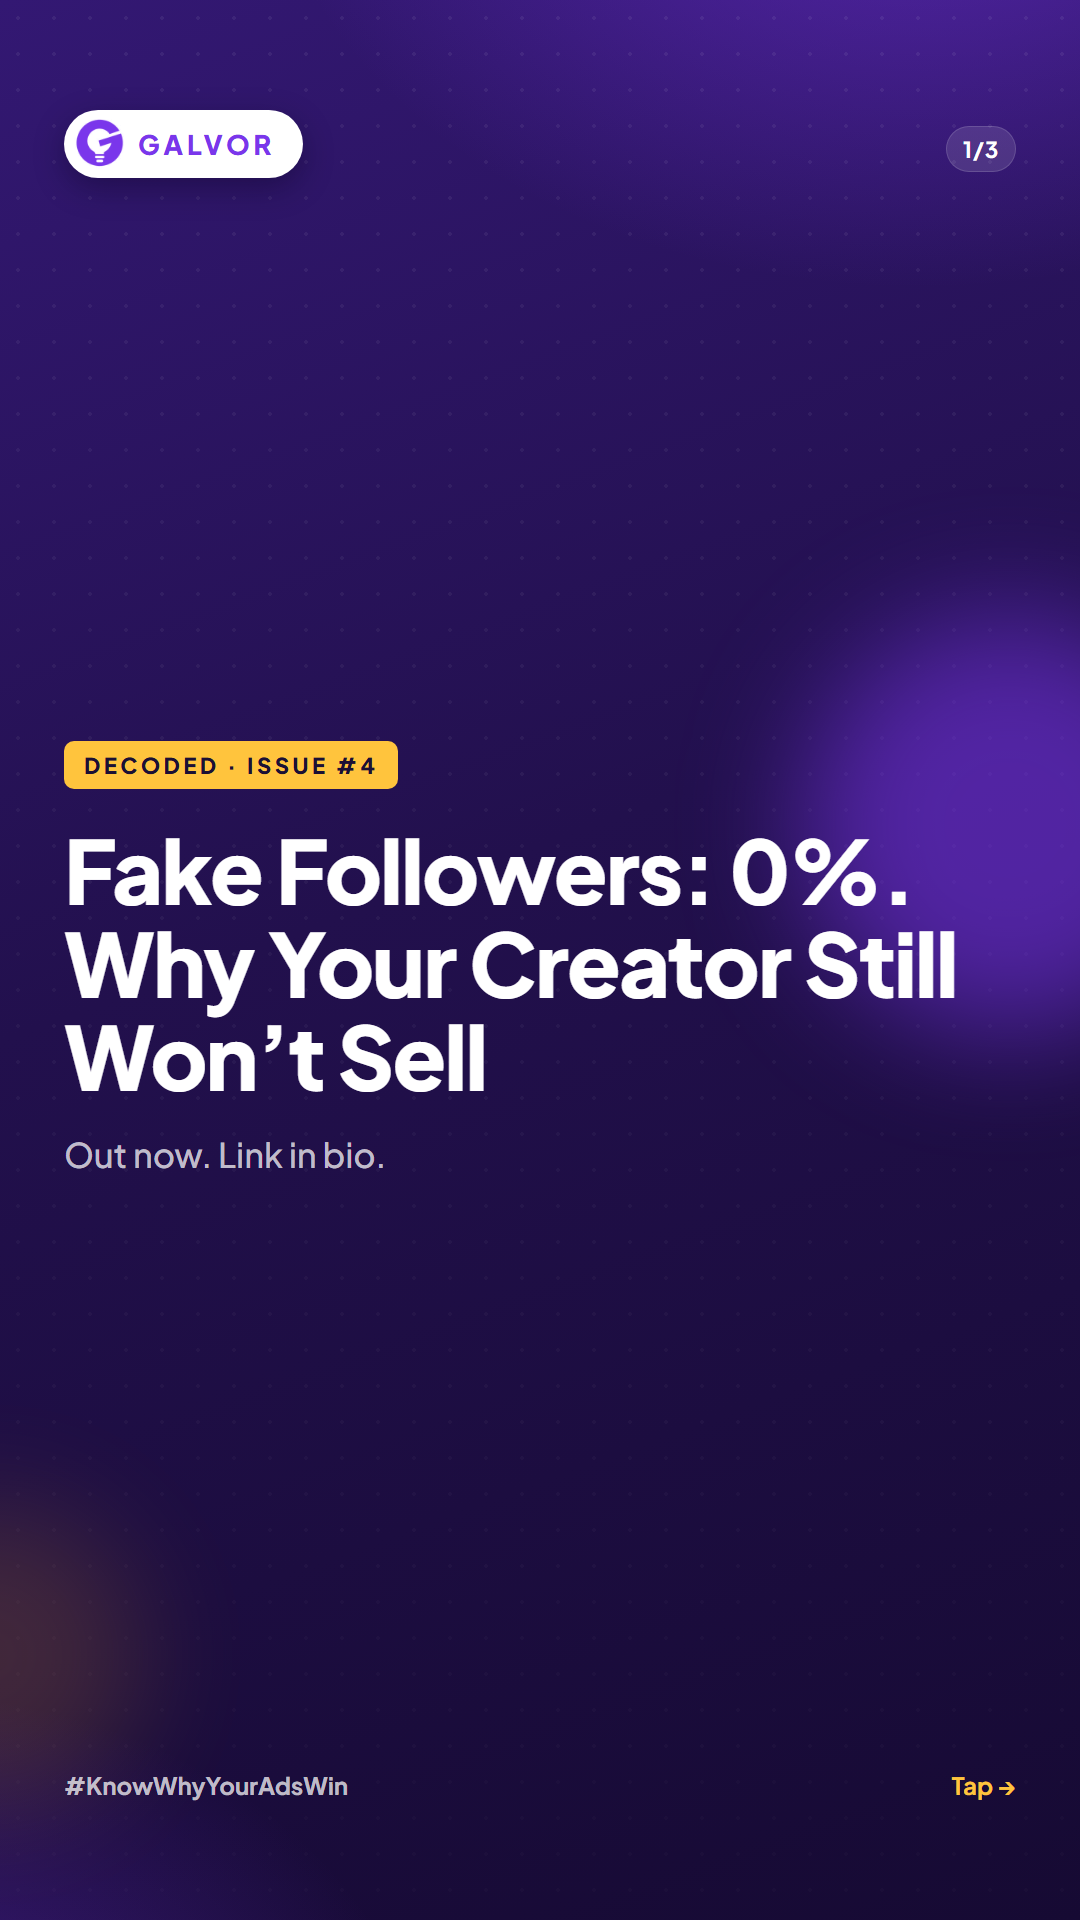 GALVOR
1/3
DECODED · ISSUE #4
Fake Followers: 0%.
Why Your Creator Still
Won’t Sell
Out now. Link in bio.
#KnowWhyYourAdsWin
Tap →